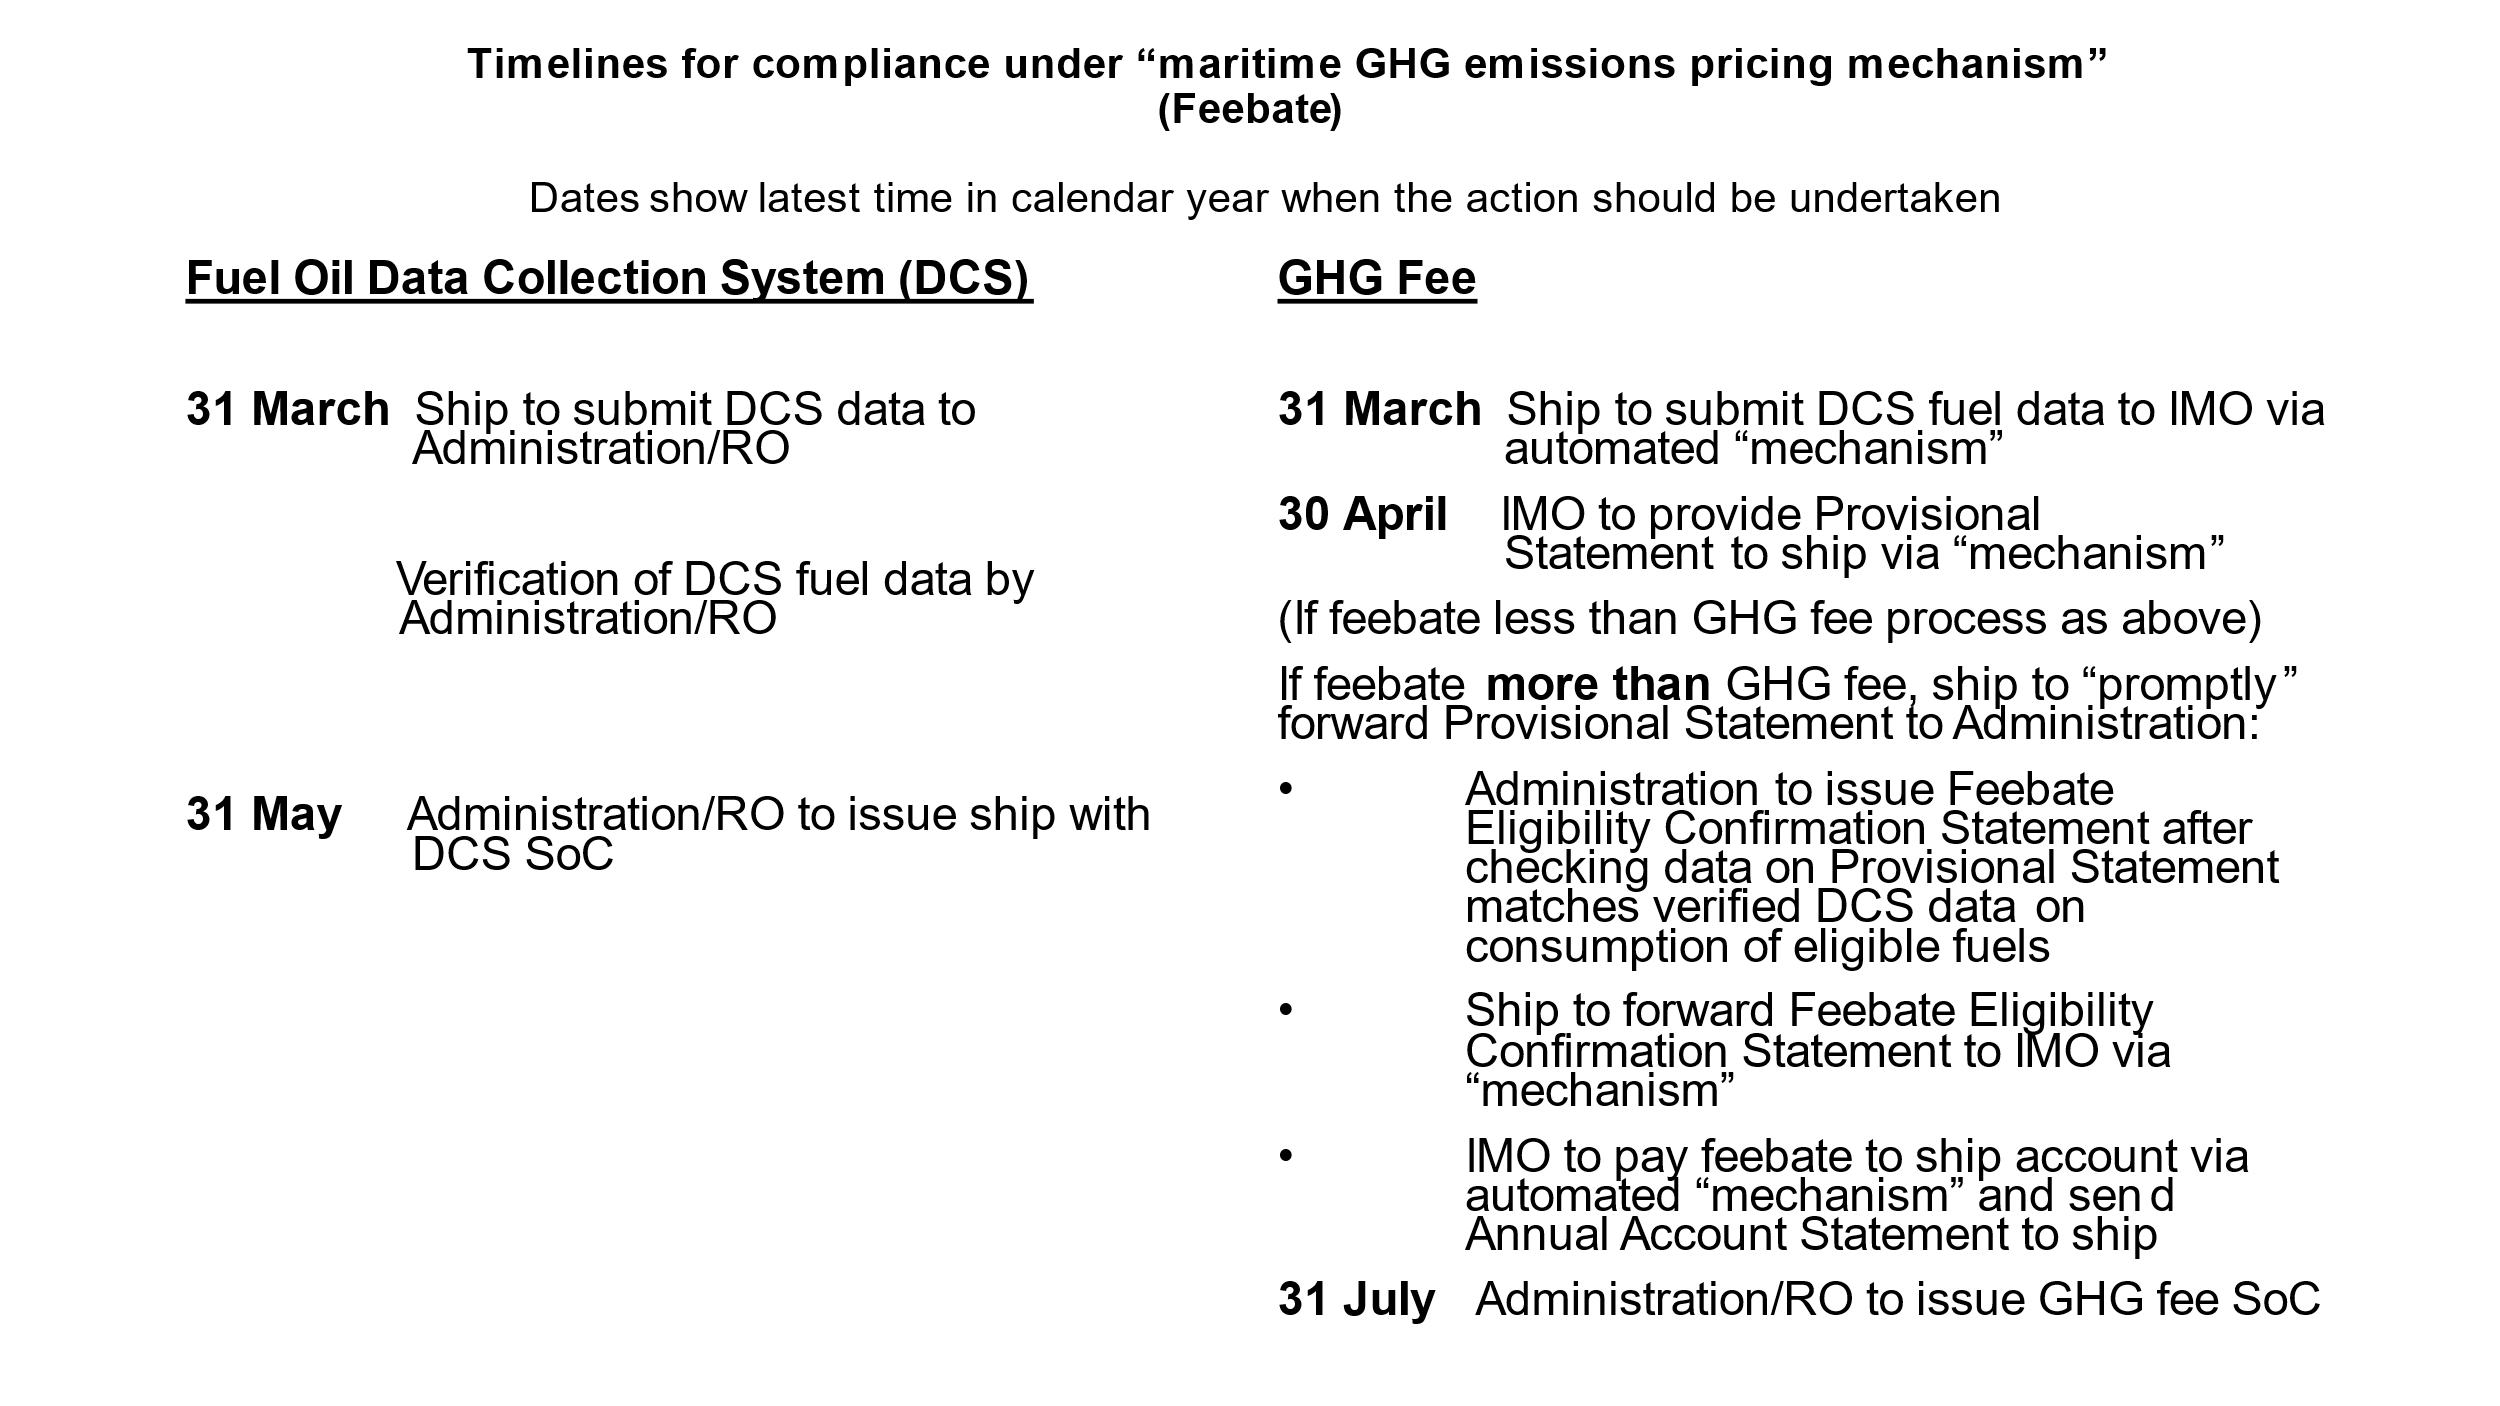 Timelines for compliance under “maritime GHG emissions pricing mechanism”
(Feebate)
Dates show latest time in calendar year when the action should be undertaken
Fuel Oil Data Collection System (DCS)
31 March Ship to submit DCS data to
Administration/RO
Verification of DCS fuel data by
Administration/RO
31 May Administration/RO to issue ship with
DCS SoC
GHG Fee
31 March Ship to submit DCS fuel data to IMO via
automated “mechanism”
30 April IMO to provide Provisional
Statement to ship via “mechanism”
(If feebate less than GHG fee process as above)
If feebate more than GHG fee, ship to “promptly”
forward Provisional Statement to Administration:
• Administration to issue Feebate
Eligibility Confirmation Statement after
checking data on Provisional Statement
matches verified DCS data on
consumption of eligible fuels
• Ship to forward Feebate Eligibility
Confirmation Statement to IMO via
“mechanism”
• IMO to pay feebate to ship account via
automated “mechanism” and send
Annual Account Statement to ship
31 July Administration/RO to issue GHG fee SoC